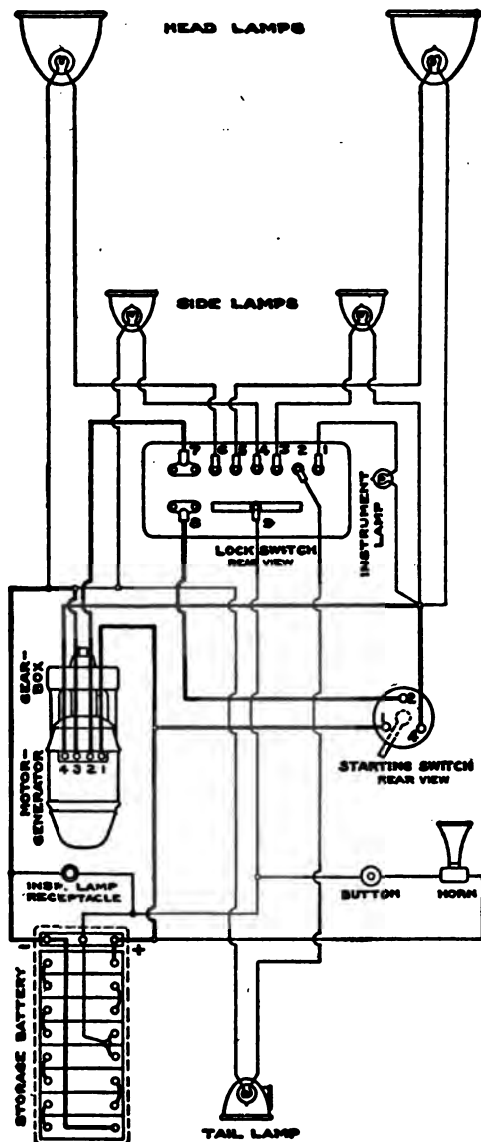 HEAD LAMPS
SIDE LAMPS
7 6 5 4 3 2 1
8 9
LOCK SWITCH
REAR VIEW
INSTRUMENT
LAMP
GEAR-
BOX
2
1 4
STARTING SWITCH
REAR VIEW
MOTOR-
GENERATOR
4 3 2 1
INSP. LAMP
RECEPTACLE
BUTTON
HORN
- +
STORAGE BATTERY
TAIL LAMP